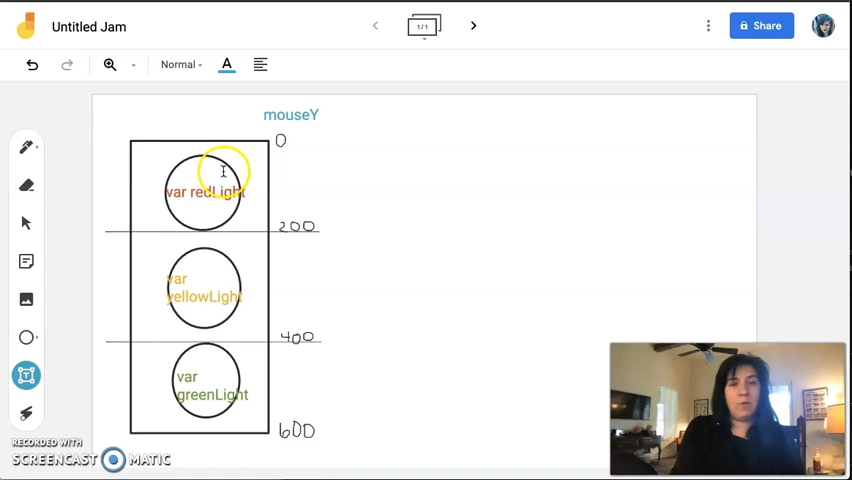 Untitled Jam
1/1
Share
Normal
A
mouseY
0
var redLight
200
var
yellowLight
400
var
greenLight
600
T
RECORDED WITH
SCREENCAST MATIC